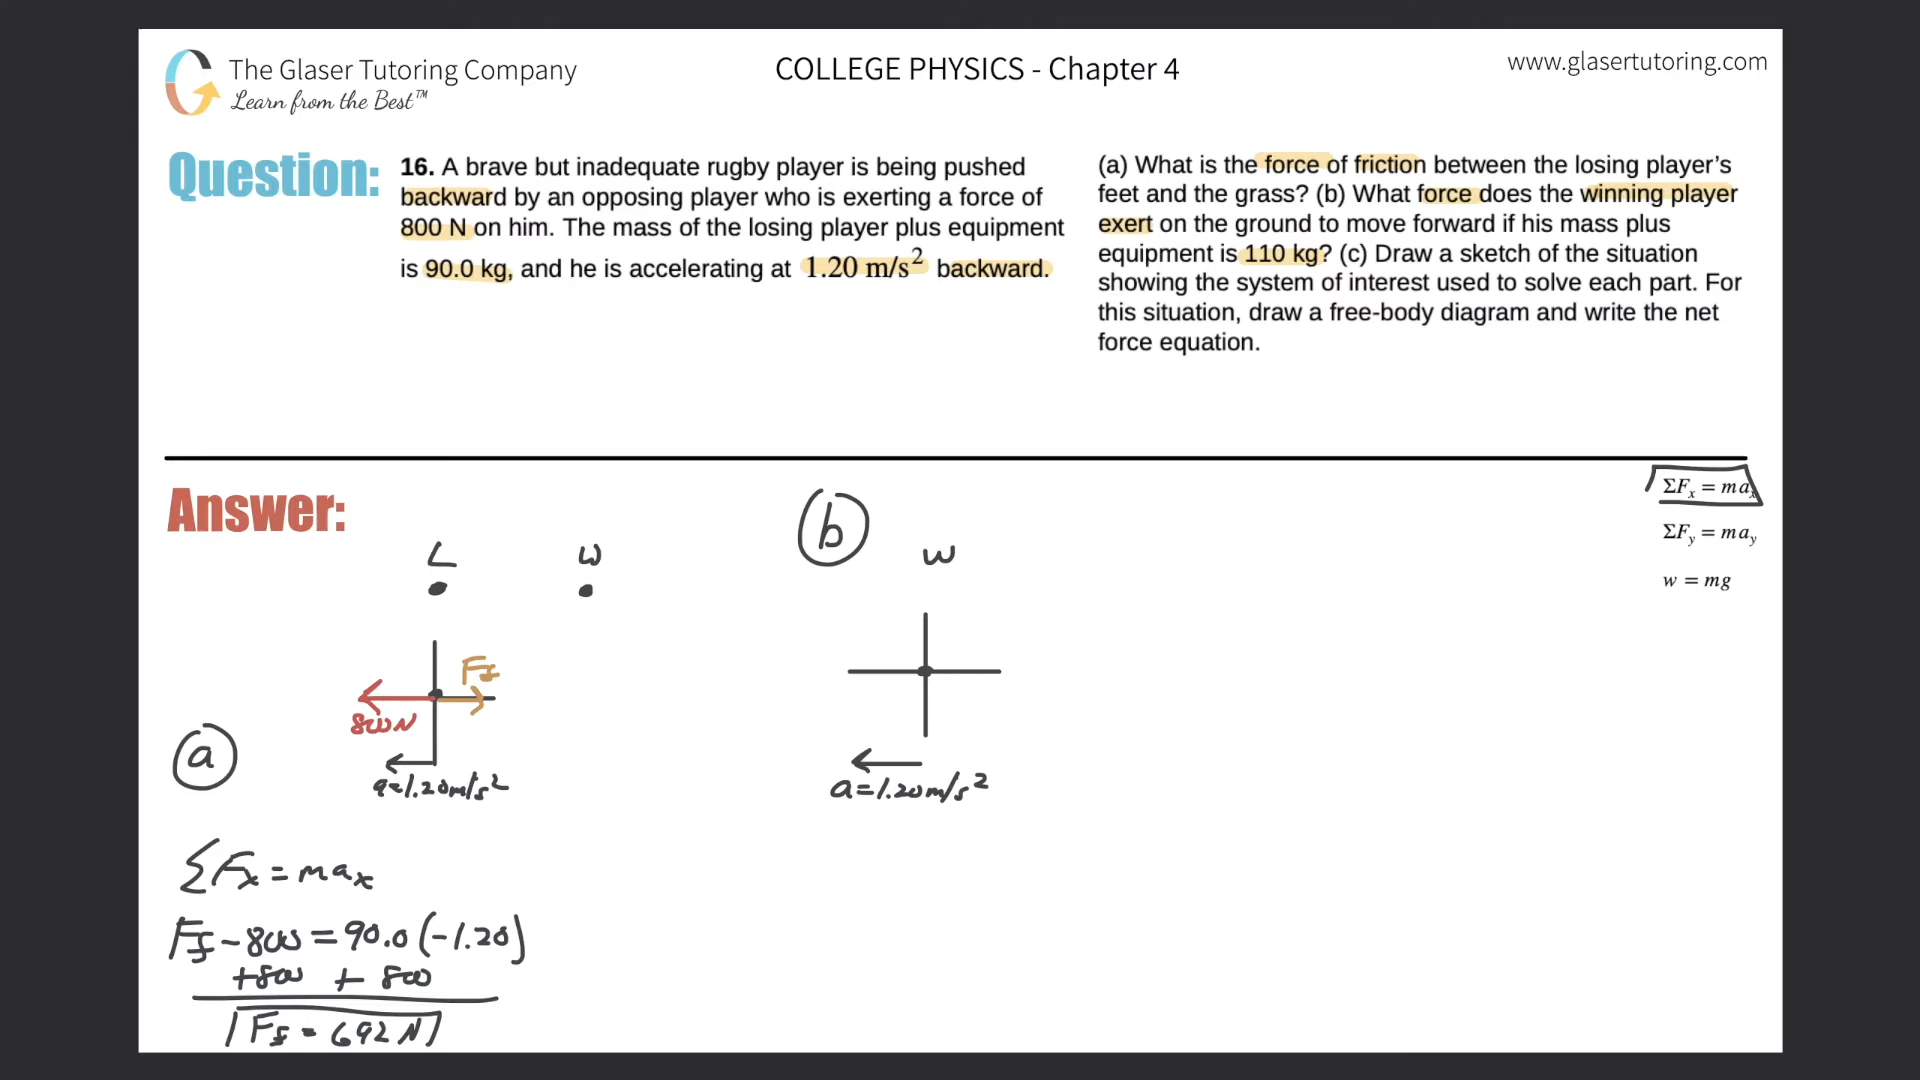 The Glaser Tutoring Company
Learn from the Best™
COLLEGE PHYSICS - Chapter 4
www.glasertutoring.com
Question:
16. A brave but inadequate rugby player is being pushed
backward by an opposing player who is exerting a force of
800 N on him. The mass of the losing player plus equipment
is 90.0 kg, and he is accelerating at 1.20 m/s² backward.
(a) What is the force of friction between the losing player's
feet and the grass? (b) What force does the winning player
exert on the ground to move forward if his mass plus
equipment is 110 kg? (c) Draw a sketch of the situation
showing the system of interest used to solve each part. For
this situation, draw a free-body diagram and write the net
force equation.
Answer:
ΣFx = max
ΣFy = may
w = mg
L
W
Ff
800N
a
a=1.20m/s²
ΣFx = max
Ff - 800 = 90.0(-1.20)
+800 + 800
Ff = 692 N
b
W
a=1.20m/s²